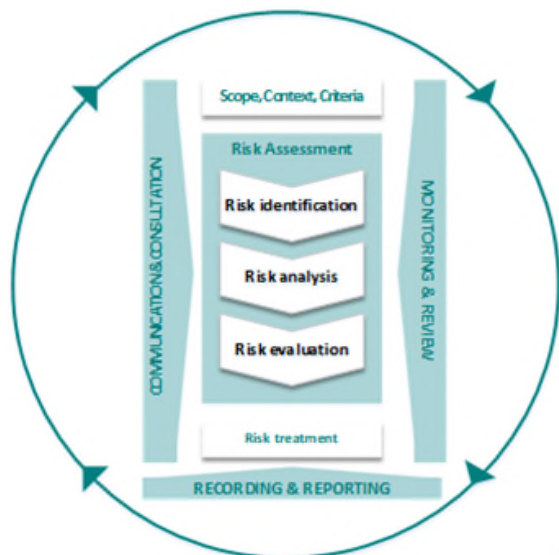 Scope, Context, Criteria
Risk Assessment
Risk identification
Risk analysis
Risk evaluation
Risk treatment
COMMUNICATION & CONSULTATION
MONITORING & REVIEW
RECORDING & REPORTING